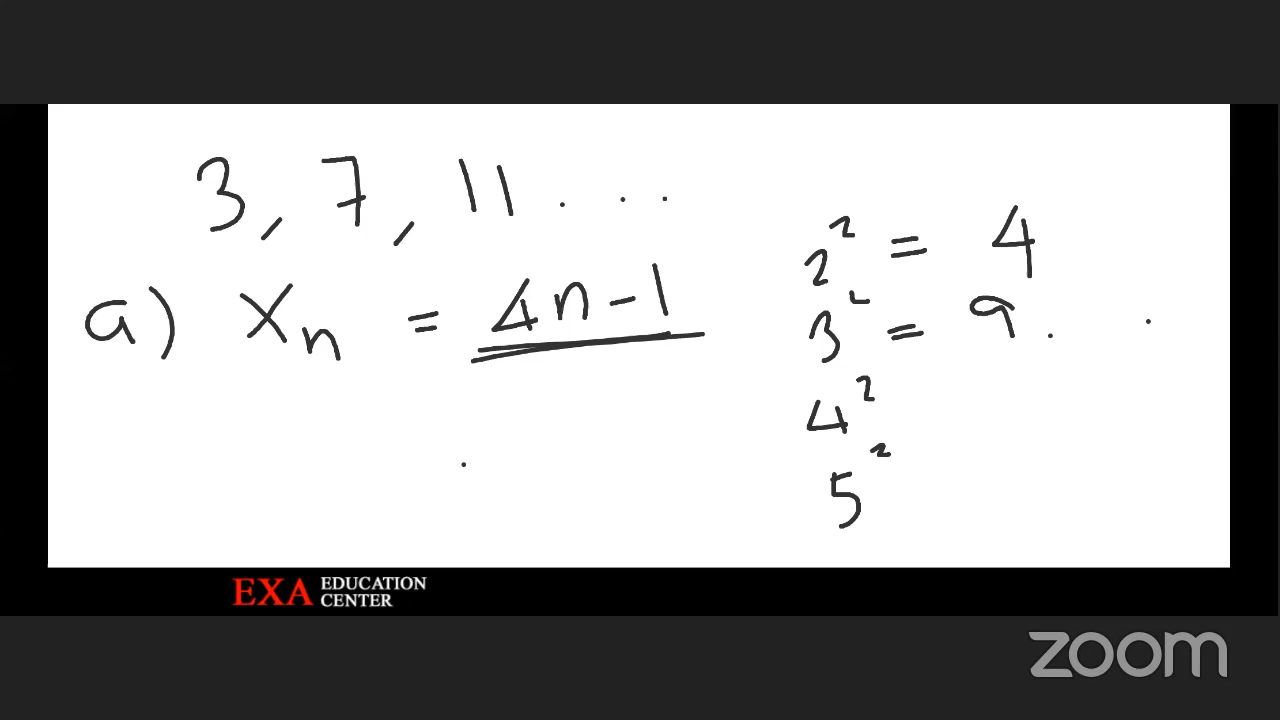 3, 7, 11 . . . .
a) xₙ = 4n - 1
2² = 4
3² = 9 .
4²
5²
EXA EDUCATION
CENTER
zoom